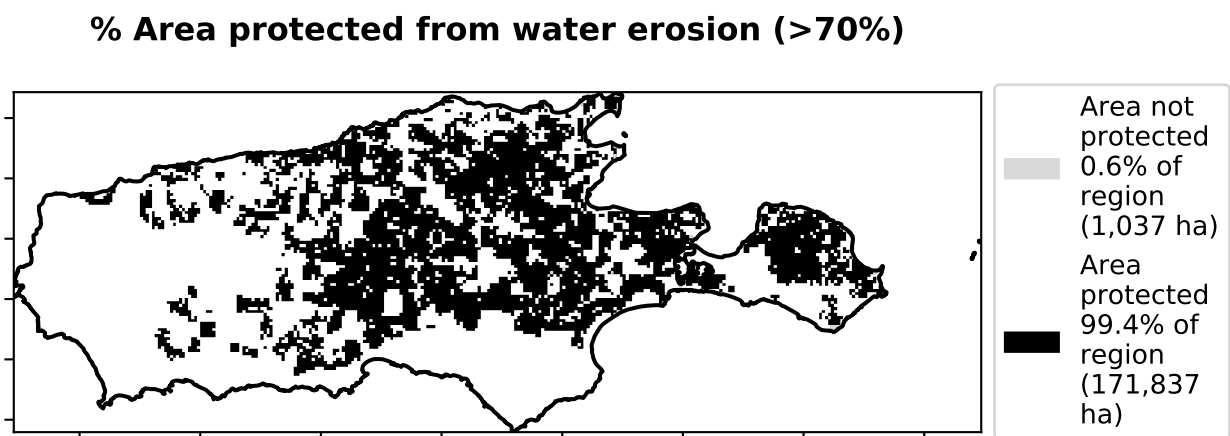 % Area protected from water erosion (>70%)
Area not
protected
0.6% of
region
(1,037 ha)
Area
protected
99.4% of
region
(171,837
ha)